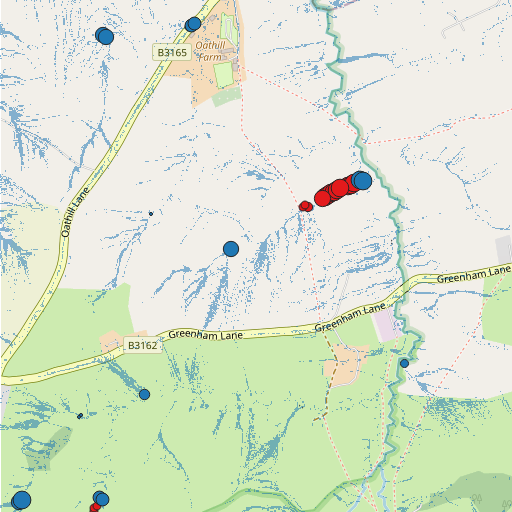 B3165
Oathill
Farm
Oathill Lane
Greenham Lane
Greenham Lane
Greenham Lane
B3162